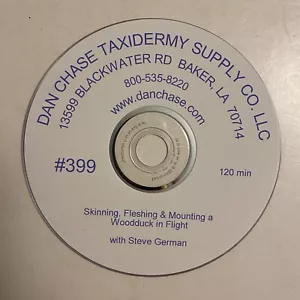 DAN CHASE TAXIDERMY SUPPLY CO. LLC
13599 BLACKWATER RD BAKER, LA 70714
800-535-8220
www.danchase.com
#399
120 min
Skinning, Fleshing & Mounting a
Woodduck in Flight
with Steve German